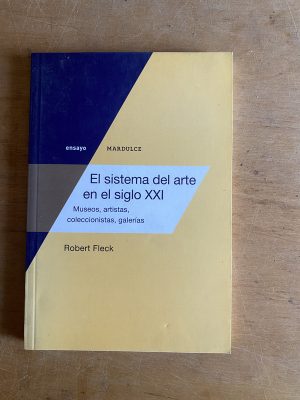 ensayo MARDULCE
El sistema del arte
en el siglo XXI
Museos, artistas,
coleccionistas, galerías
Robert Fleck